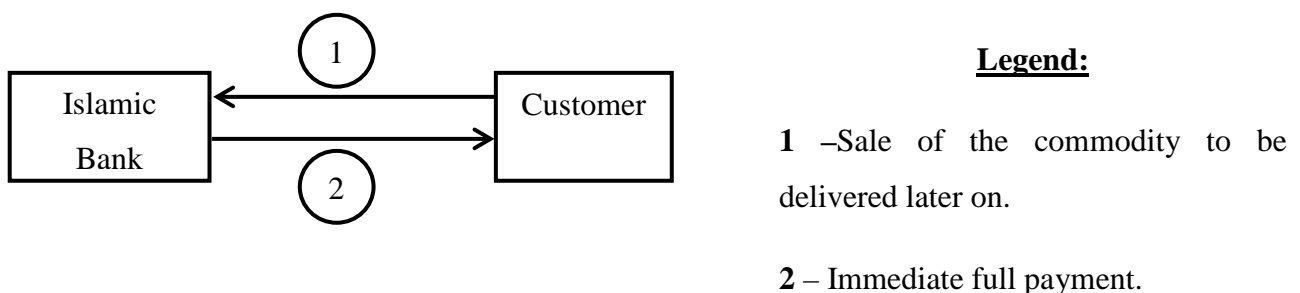 1
Islamic
Bank
Customer
2
Legend:
1 –Sale of the commodity to be
delivered later on.
2 – Immediate full payment.